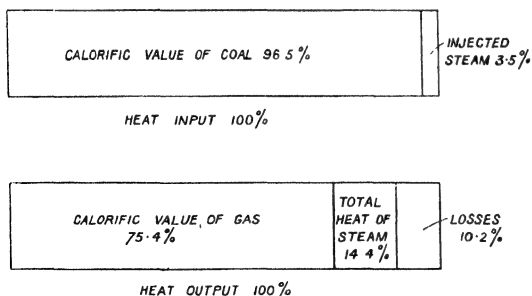 CALORIFIC VALUE OF COAL 96 5%
INJECTED
STEAM 3·5%
HEAT INPUT 100%
CALORIFIC VALUE, OF GAS
75·4%
TOTAL
HEAT OF
STEAM
14 4%
LOSSES
10·2%
HEAT OUTPUT 100%